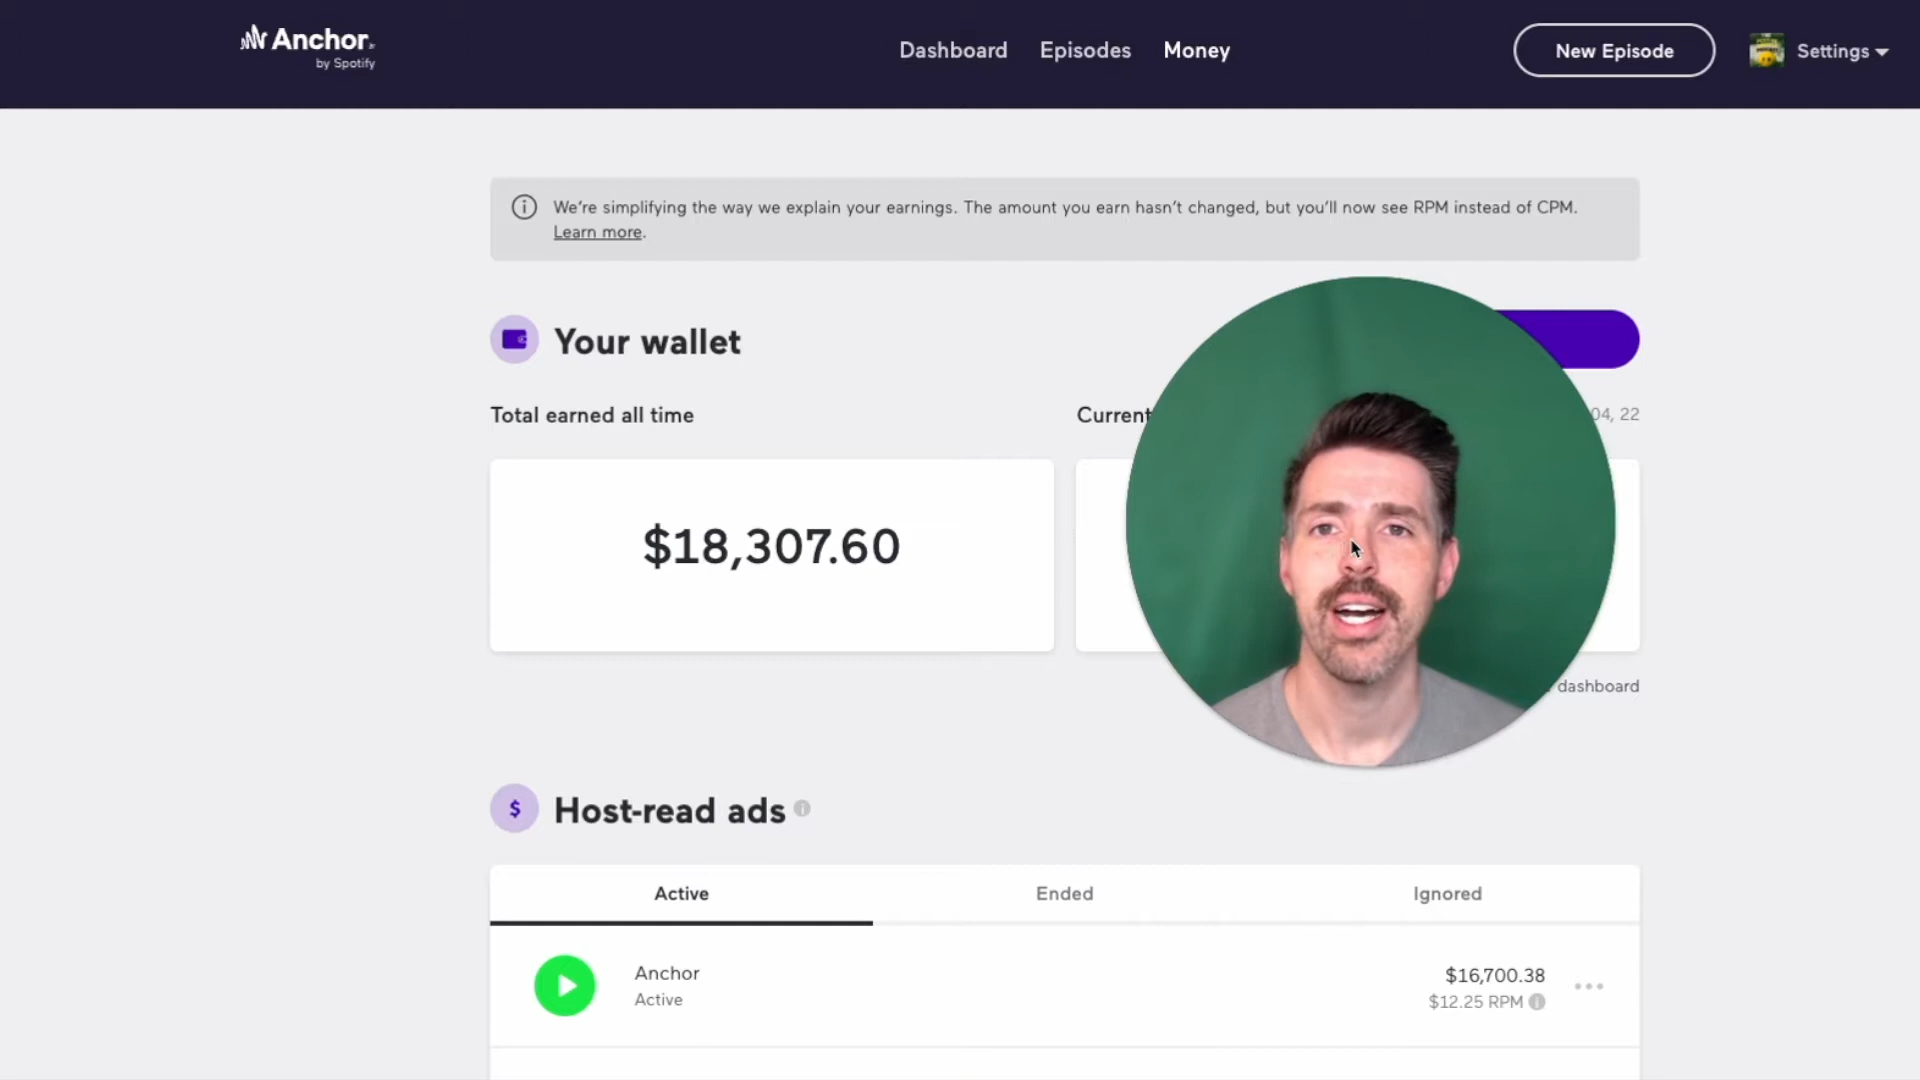 Anchor
by Spotify
Dashboard
Episodes
Money
New Episode
Settings
We're simplifying the way we explain your earnings. The amount you earn hasn't changed, but you'll now see RPM instead of CPM.
Learn more.
Your wallet
Total earned all time
Current
04, 22
$18,307.60
dashboard
$
Host-read ads
Active
Ended
Ignored
Anchor
Active
$16,700.38
$12.25 RPM